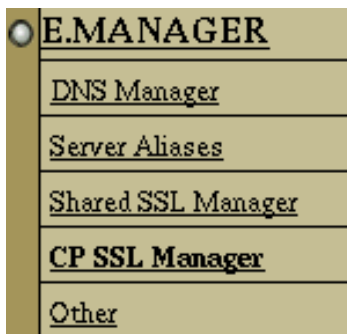 E.MANAGER
DNS Manager
Server Aliases
Shared SSL Manager
CP SSL Manager
Other